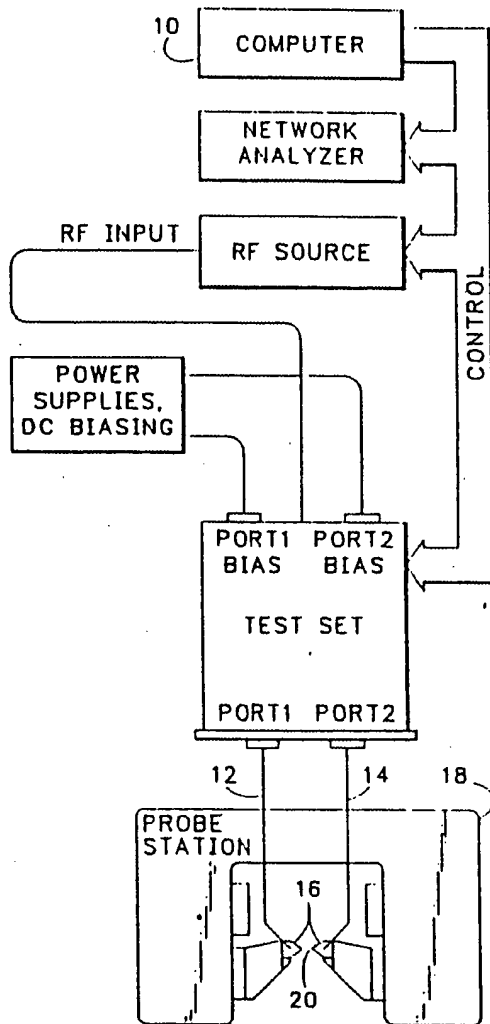 10
COMPUTER
NETWORK
ANALYZER
RF INPUT
RF SOURCE
CONTROL
POWER
SUPPLIES,
DC BIASING
PORT1 PORT2
BIAS BIAS
TEST SET
PORT1 PORT2
12
14
18
PROBE
STATION
16
20